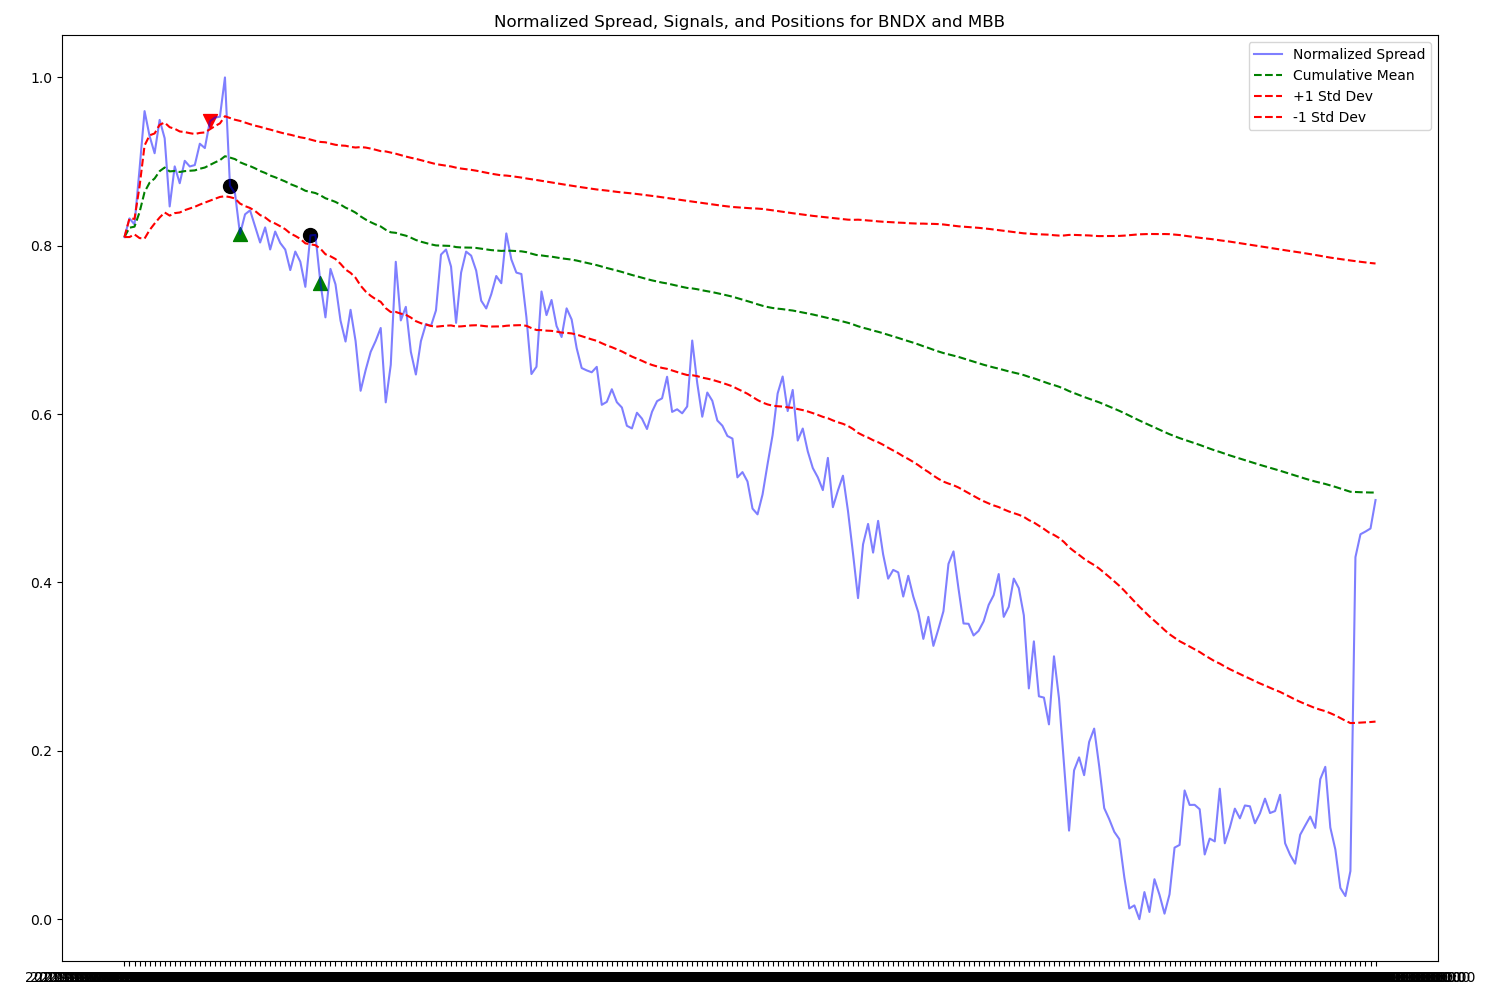 Normalized Spread, Signals, and Positions for BNDX and MBB
Normalized Spread
Cumulative Mean
+1 Std Dev
-1 Std Dev
1.0
0.8
0.6
0.4
0.2
0.0